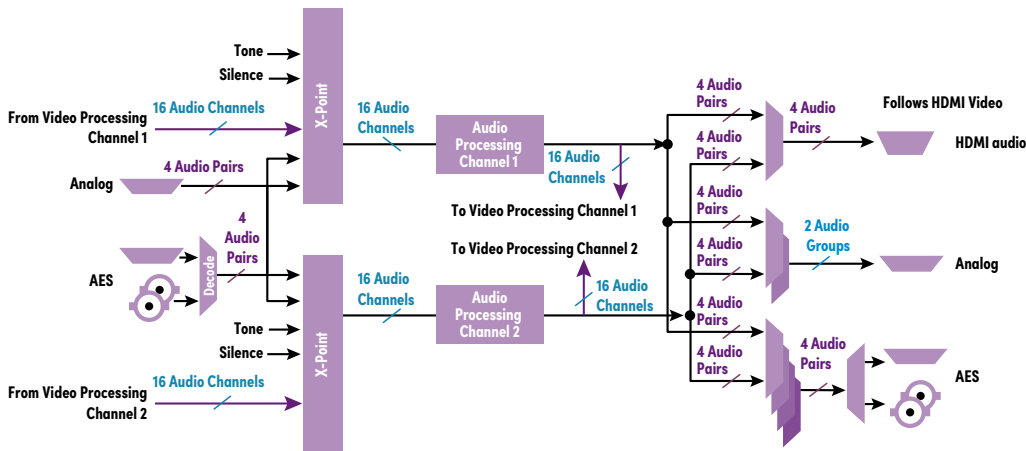 Tone
Silence
From Video Processing
Channel 1
16 Audio Channels
Analog
4 Audio Pairs
AES
4
Audio
Pairs
Decode
Tone
Silence
From Video Processing
Channel 2
16 Audio Channels
X-Point
X-Point
16 Audio
Channels
Audio
Processing
Channel 1
16 Audio
Channels
To Video Processing Channel 1
To Video Processing Channel 2
16 Audio
Channels
Audio
Processing
Channel 2
16 Audio
Channels
4 Audio
Pairs
4 Audio
Pairs
4 Audio
Pairs
Follows HDMI Video
HDMI audio
4 Audio
Pairs
4 Audio
Pairs
2 Audio
Groups
Analog
4 Audio
Pairs
4 Audio
Pairs
4 Audio
Pairs
AES